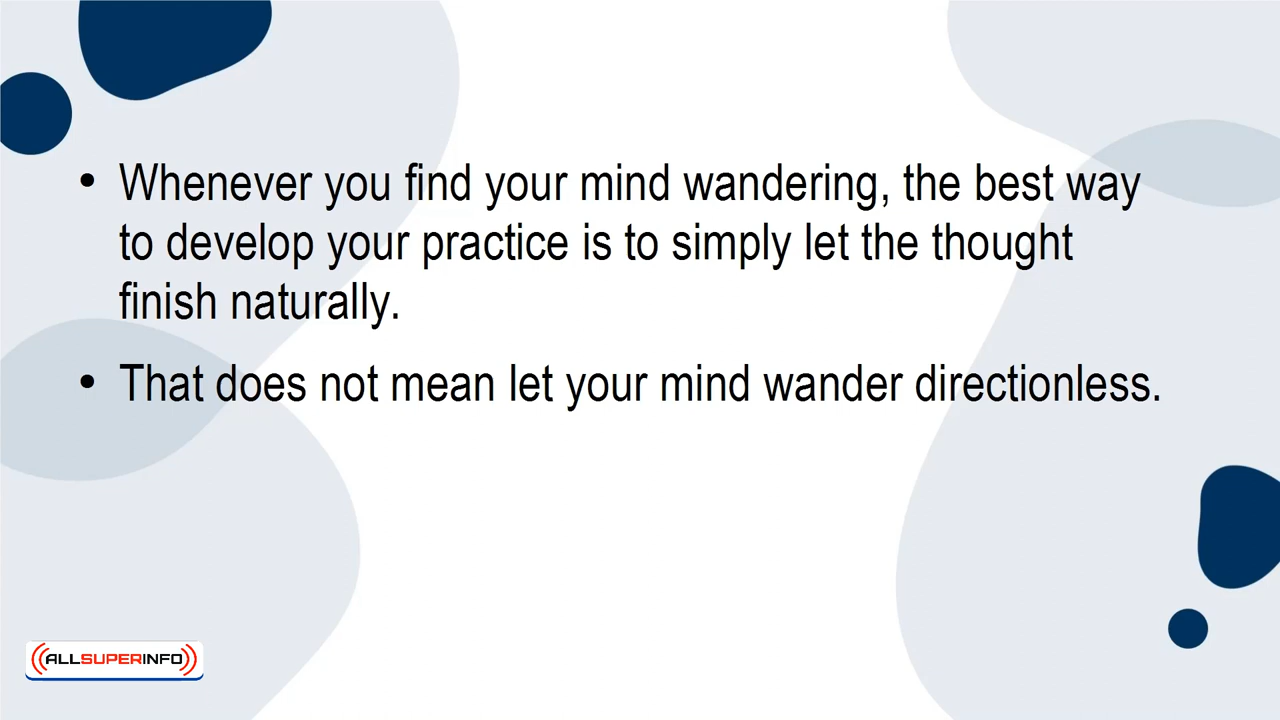 • Whenever you find your mind wandering, the best way
to develop your practice is to simply let the thought
finish naturally.
• That does not mean let your mind wander directionless.
ALLSUPERINFO